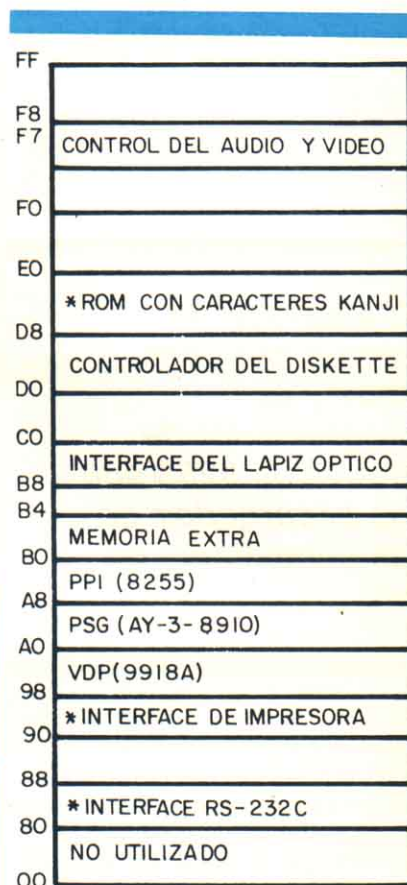 FF
F8
F7
CONTROL DEL AUDIO Y VIDEO
F0
E0
*ROM CON CARACTERES KANJI
D8
CONTROLADOR DEL DISKETTE
D0
C0
INTERFACE DEL LAPIZ OPTICO
B8
B4
MEMORIA EXTRA
B0
PPI (8255)
A8
PSG (AY-3-8910)
A0
VDP(9918A)
98
*INTERFACE DE IMPRESORA
90
88
*INTERFACE RS-232C
80
NO UTILIZADO
00